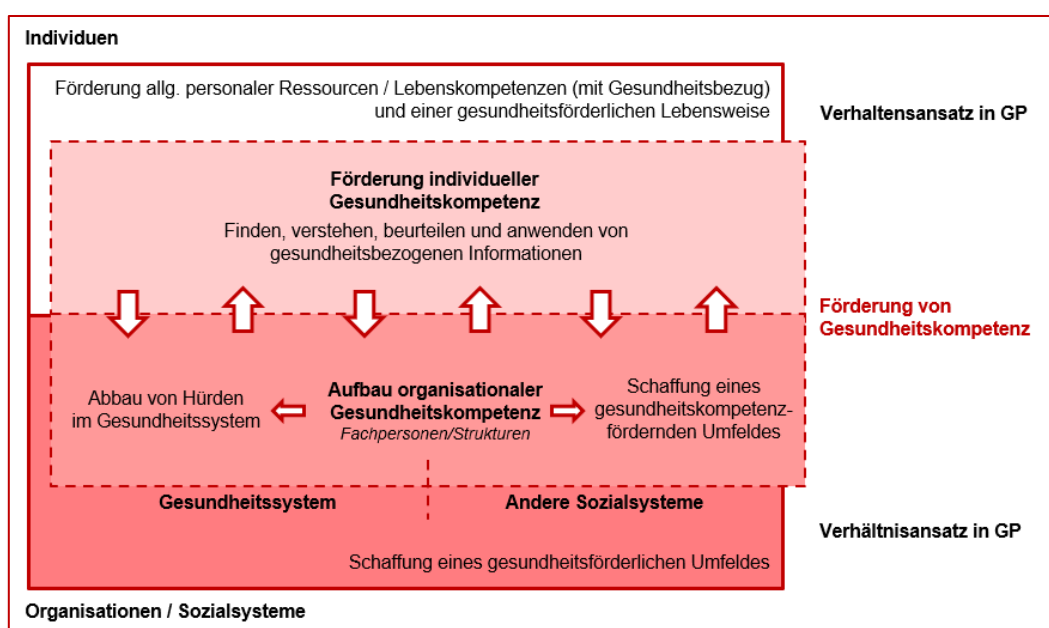 Individuen
Förderung allg. personaler Ressourcen / Lebenskompetenzen (mit Gesundheitsbezug)
und einer gesundheitsförderlichen Lebensweise
Verhaltensansatz in GP
Förderung individueller
Gesundheitskompetenz
Finden, verstehen, beurteilen und anwenden von
gesundheitsbezogenen Informationen
Förderung von
Gesundheitskompetenz
Abbau von Hürden
im Gesundheitssystem
Aufbau organisationaler
Gesundheitskompetenz
Fachpersonen/Strukturen
Schaffung eines
gesundheitskompetenz-
fördernden Umfeldes
Gesundheitssystem
Andere Sozialsysteme
Verhältnisansatz in GP
Schaffung eines gesundheitsförderlichen Umfeldes
Organisationen / Sozialsysteme